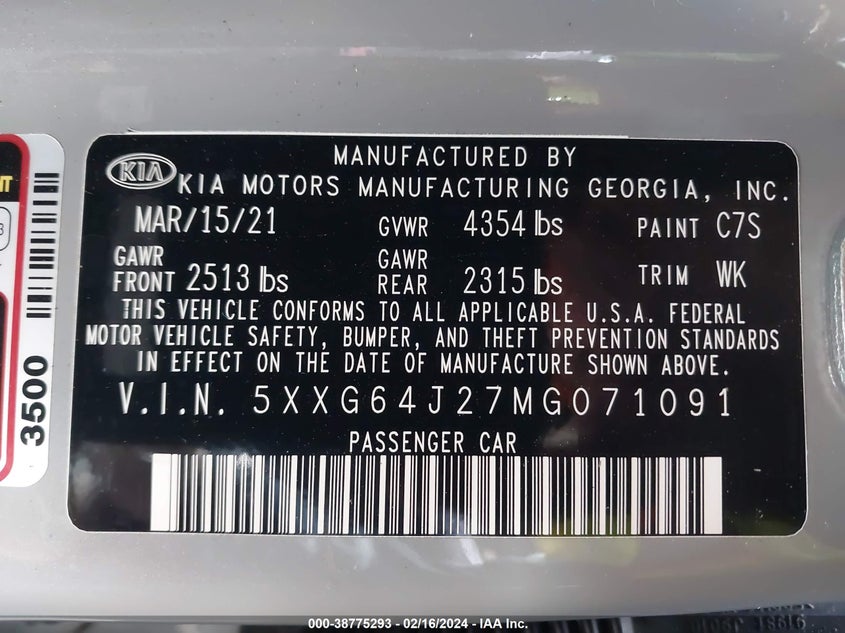 MANUFACTURED BY
KIA KIA MOTORS MANUFACTURING GEORGIA, INC.
MAR/15/21 GVWR 4354 lbs PAINT C7S
GAWR FRONT 2513 lbs GAWR REAR 2315 lbs TRIM WK
THIS VEHICLE CONFORMS TO ALL APPLICABLE U.S.A. FEDERAL
MOTOR VEHICLE SAFETY, BUMPER, AND THEFT PREVENTION STANDARDS
IN EFFECT ON THE DATE OF MANUFACTURE SHOWN ABOVE.
V.I.N. 5XXG64J27MG071091
PASSENGER CAR
3500
000-38775293 - 02/16/2024 - IAA Inc.